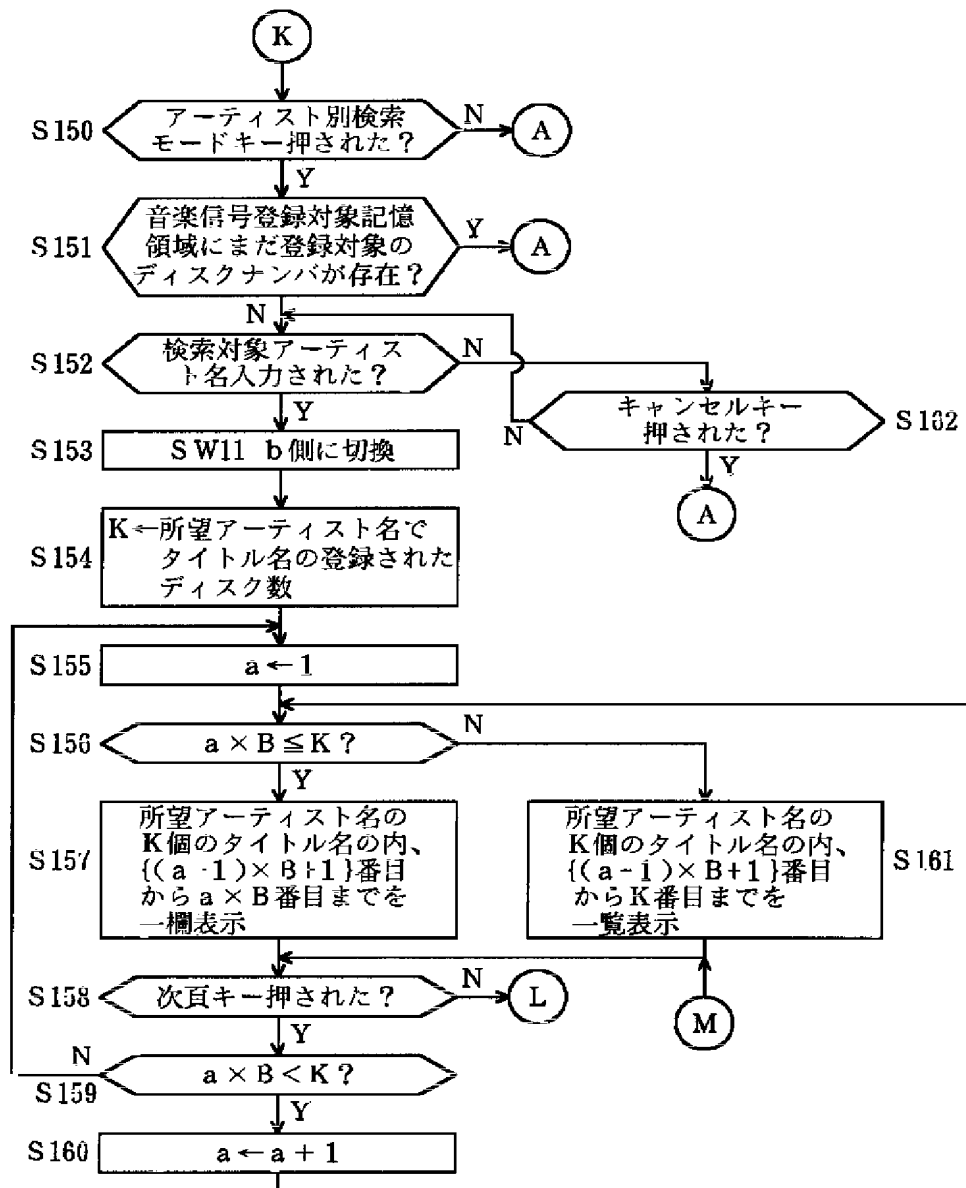 K
S150
アーティスト別検索
モードキー押された？
N
A
Y
S151
音楽信号登録対象記憶
領域にまだ登録対象の
ディスクナンバが存在？
Y
A
N
S152
検索対象アーティス
ト名入力された？
N
Y
キャンセルキー
押された？
S162
N
Y
A
S153
SW11 b側に切換
S154
K←所望アーティスト名で
タイトル名の登録された
ディスク数
S155
a←1
S156
a×B≦K？
N
Y
S157
所望アーティスト名の
K個のタイトル名の内、
{(a-1)×B+1}番目
からa×B番目までを
一欄表示
所望アーティスト名の
K個のタイトル名の内、
{(a-1)×B+1}番目
からK番目までを
一覧表示
S161
S158
次頁キー押された？
N
L
M
Y
N
S159
a×B<K？
Y
S160
a←a+1